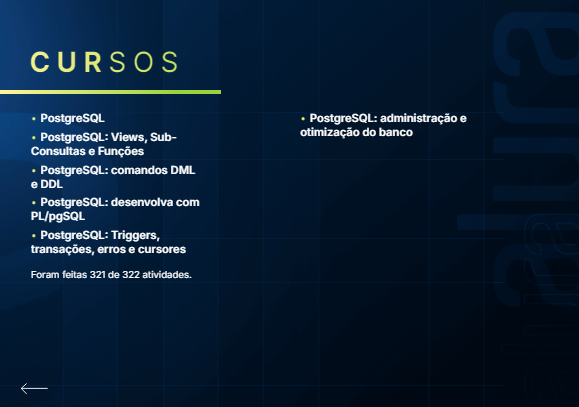 CURSOS
• PostgreSQL
• PostgreSQL: Views, Sub-
Consultas e Funções
• PostgreSQL: comandos DML
e DDL
• PostgreSQL: desenvolva com
PL/pgSQL
• PostgreSQL: Triggers,
transações, erros e cursores
Foram feitas 321 de 322 atividades.
• PostgreSQL: administração e
otimização do banco
alura